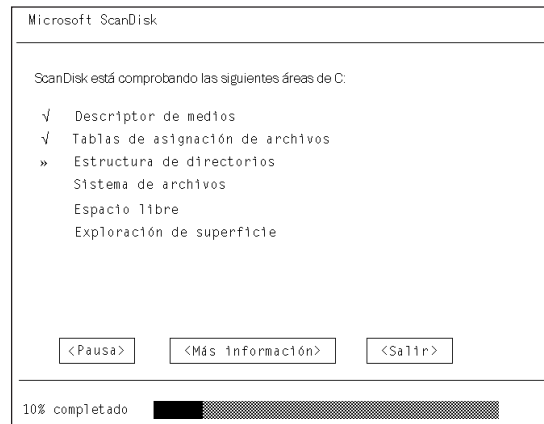 Microsoft ScanDisk
ScanDisk está comprobando las siguientes áreas de C:
√ Descriptor de medios
√ Tablas de asignación de archivos
» Estructura de directorios
Sistema de archivos
Espacio libre
Exploración de superficie
<Pausa> <Más información> <Salir>
10% completado